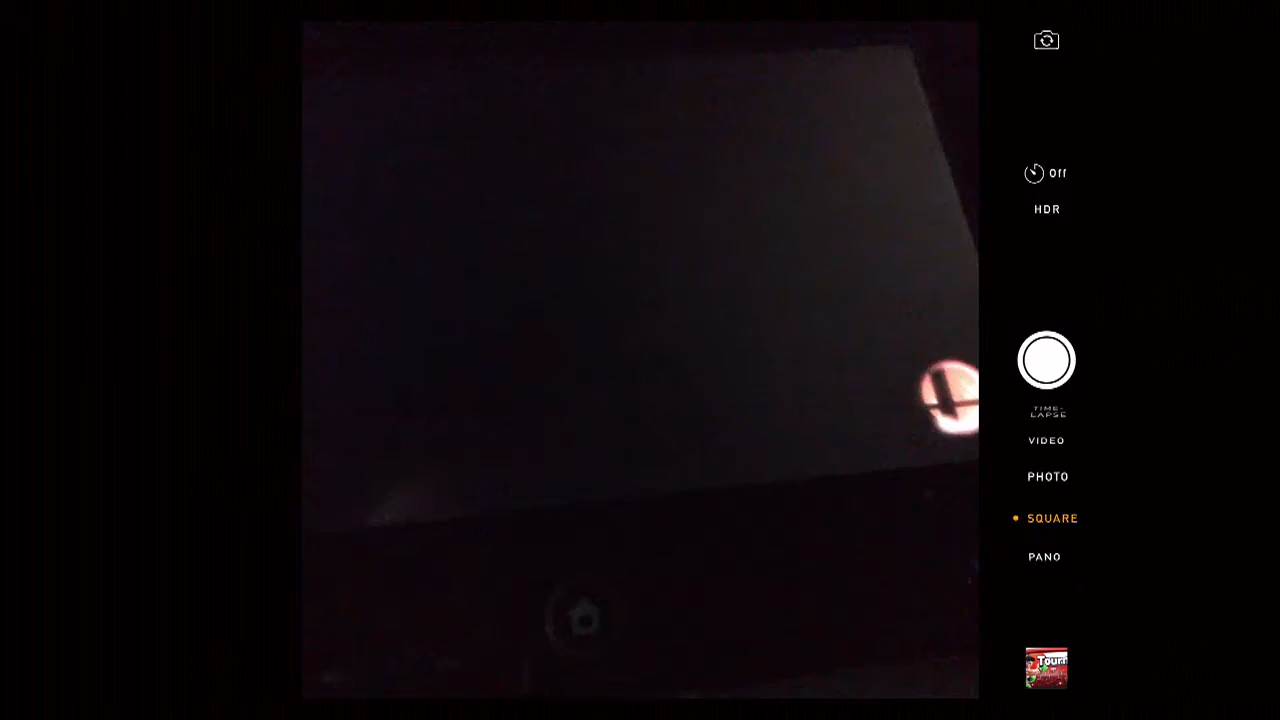 Off
HDR
TIME-
LAPSE
VIDEO
PHOTO
SQUARE
PANO
Tourn